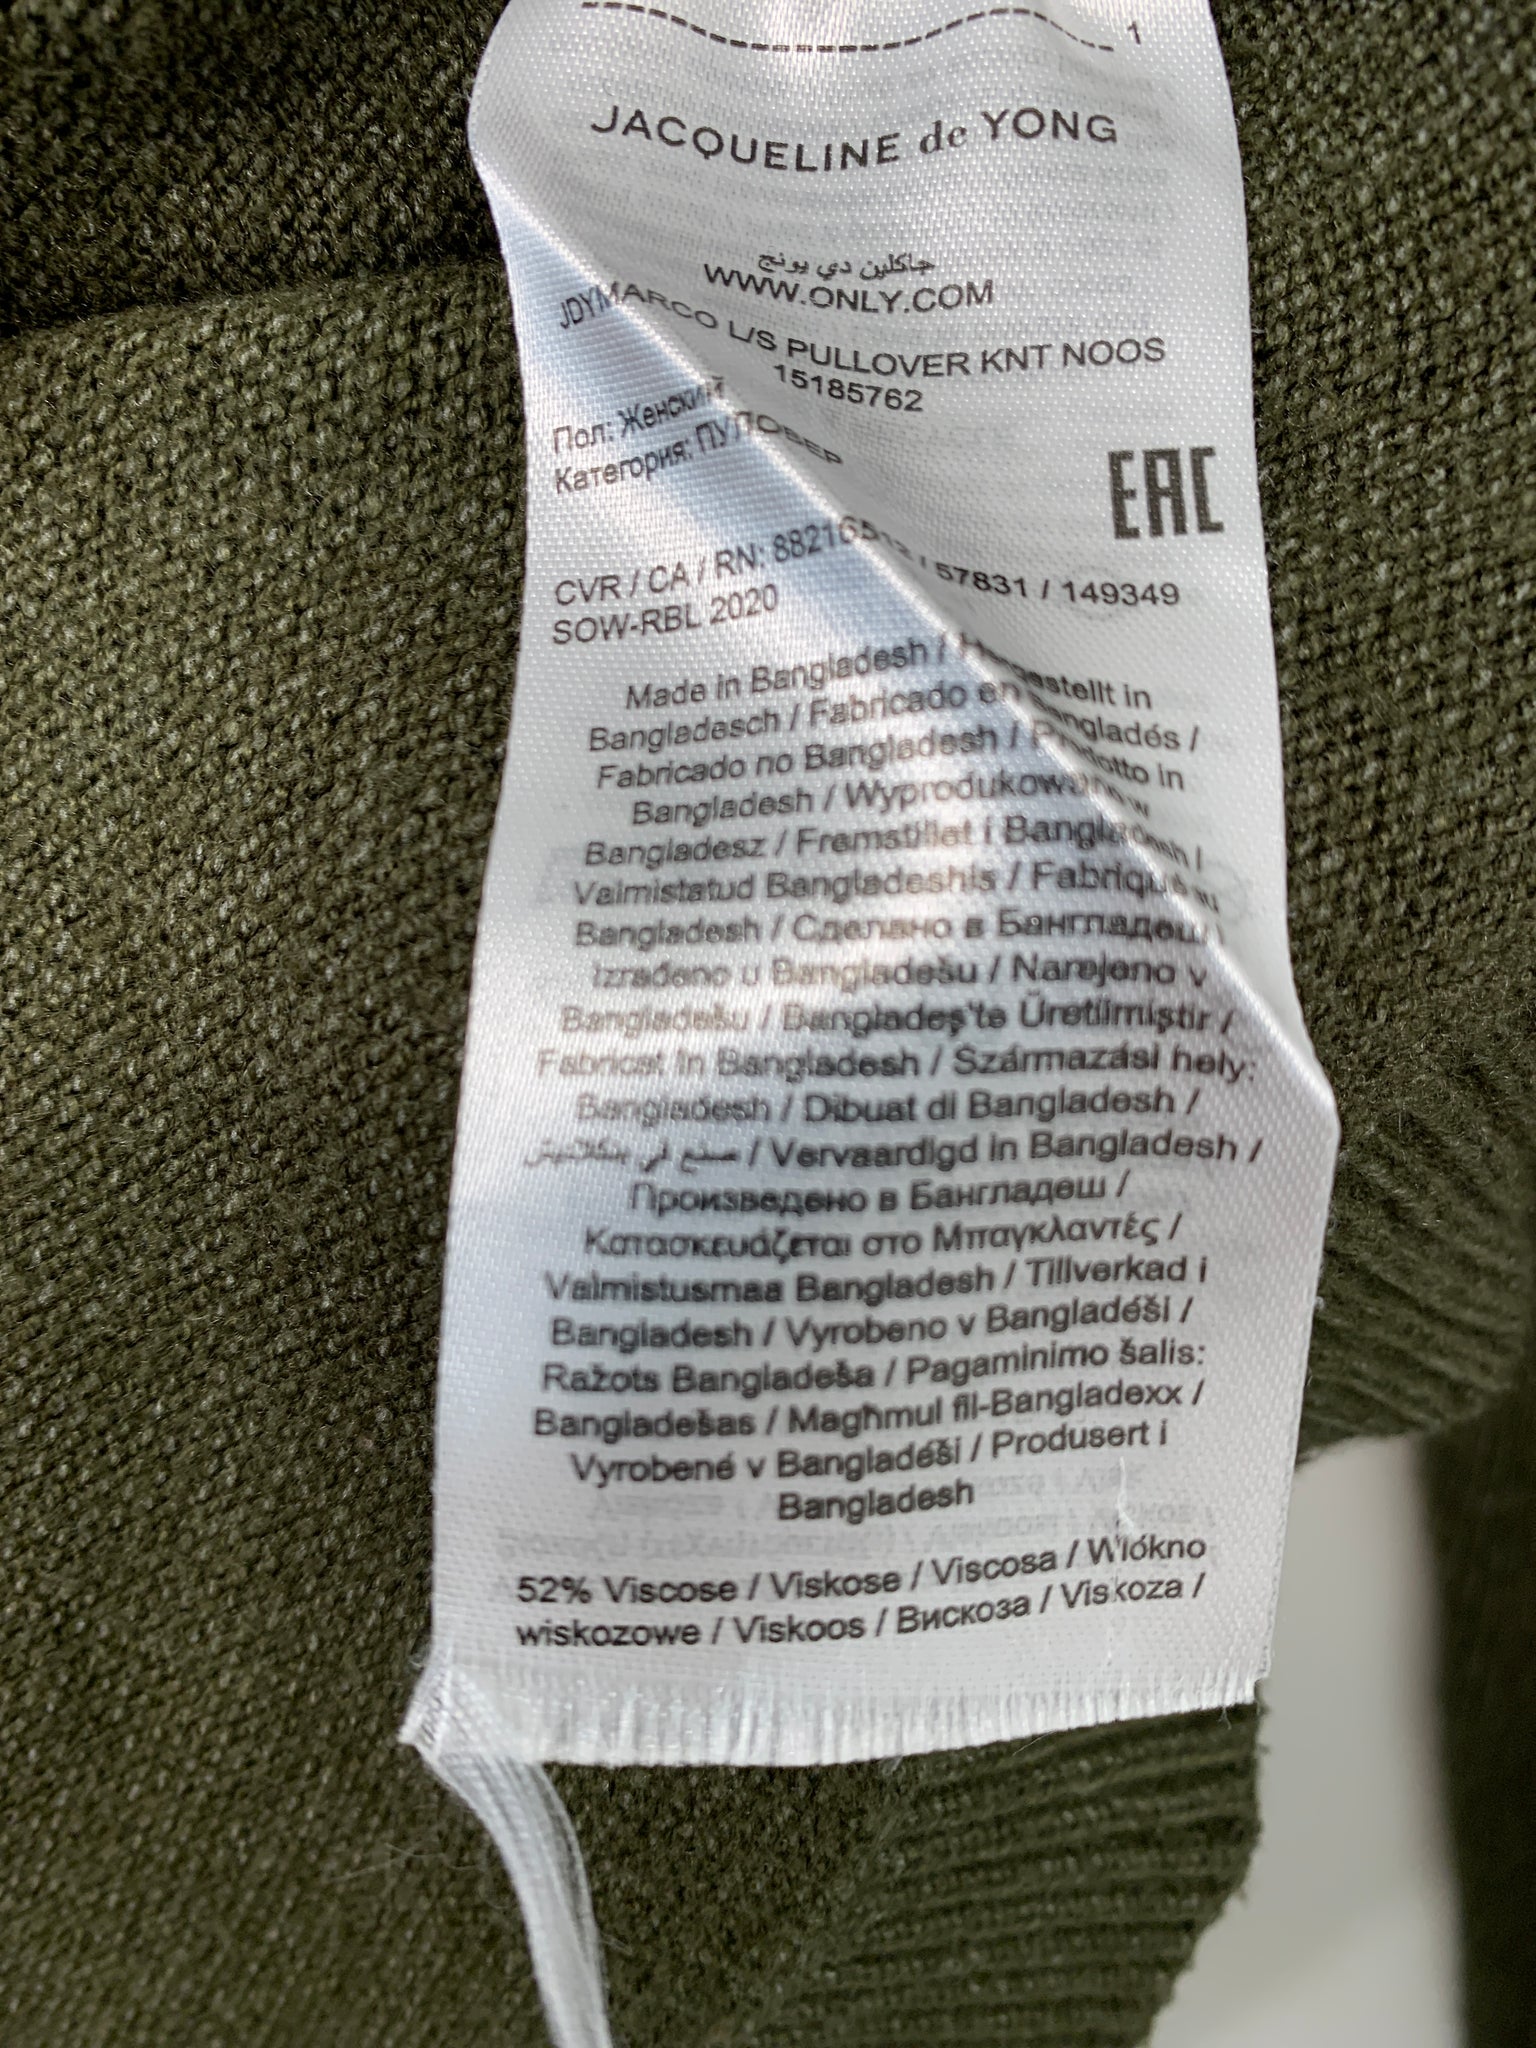 1
JACQUELINE de YONG
جاكلين دي يونج
WWW.ONLY.COM
JDYMARCO L/S PULLOVER KNT NOOS
15185762
Пол: Женский
Категория: ПУЛОВЕР
EAC
CVR / CA / RN: / 57831 / 149349
SOW-RBL 2020
Made in Bangladesh / Hergestellt in
Bangladesch / Fabricado en Bangladés /
Fabricado no Bangladesh / Prodotto in
Bangladesh / Wyprodukowano w
Bangladesz / Fremstillet i Bangladesh /
Valmistatud Bangladeshis / Fabriqué au
Bangladesh / Сделано в Бангладеш /
Izrađeno u Bangladešu / Narejeno v
Bangladešu / Bangladeş'te Üretilmiştir /
Fabricat în Bangladesh / Származási hely:
Bangladesh / Dibuat di Bangladesh /
صنع في بنكلاديش / Vervaardigd in Bangladesh /
Произведено в Бангладеш /
Κατασκευάζεται στο Μπαγκλαντές /
Valmistusmaa Bangladesh / Tillverkad i
Bangladesh / Vyrobeno v Bangladéši /
Ražots Bangladeša / Pagaminimo šalis:
Bangladešas / Magħmul fil-Bangladexx /
Vyrobené v Bangladéši / Produsert i
Bangladesh
52% Viscose / Viskose / Viscosa / Włókno
wiskozowe / Viskoos / Вискоза / Viskoza /